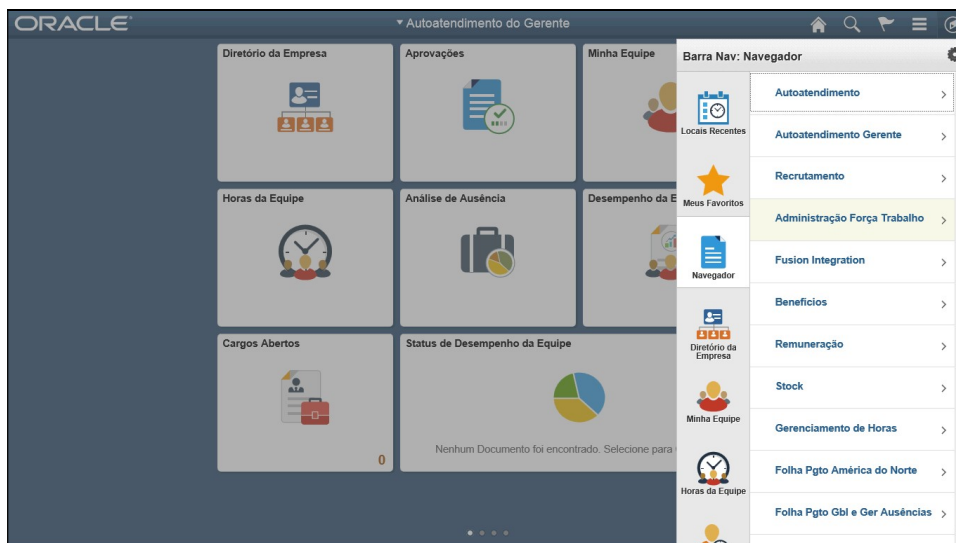 ORACLE
Autoatendimento do Gerente
Diretório da Empresa
Aprovações
Minha Equipe
Horas da Equipe
Análise de Ausência
Desempenho da E
Cargos Abertos
0
Status de Desempenho da Equipe
Nenhum Documento foi encontrado. Selecione para
Barra Nav: Navegador
Locais Recentes
Meus Favoritos
Navegador
Diretório da
Empresa
Minha Equipe
Horas da Equipe
Autoatendimento
Autoatendimento Gerente
Recrutamento
Administração Força Trabalho
Fusion Integration
Benefícios
Remuneração
Stock
Gerenciamento de Horas
Folha Pgto América do Norte
Folha Pgto Gbl e Ger Ausências